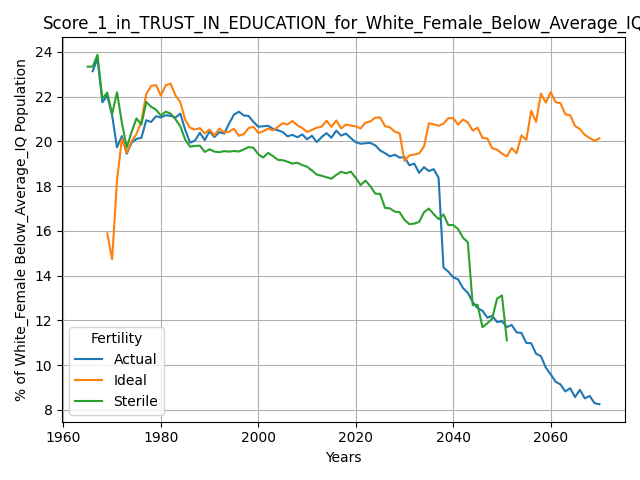 Score_1_in_TRUST_IN_EDUCATION_for_White_Female_Below_Average_IQ
% of White_Female Below_Average_IQ Population
24
22
20
18
16
14
12
10
8
Fertility
Actual
Ideal
Sterile
1960
1980
2000
2020
2040
2060
Years